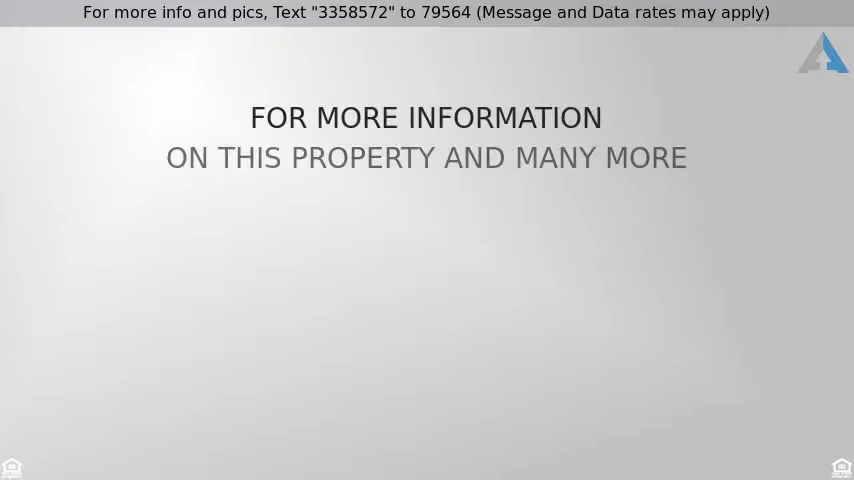 For more info and pics, Text "3358572" to 79564 (Message and Data rates may apply)
FOR MORE INFORMATION
ON THIS PROPERTY AND MANY MORE